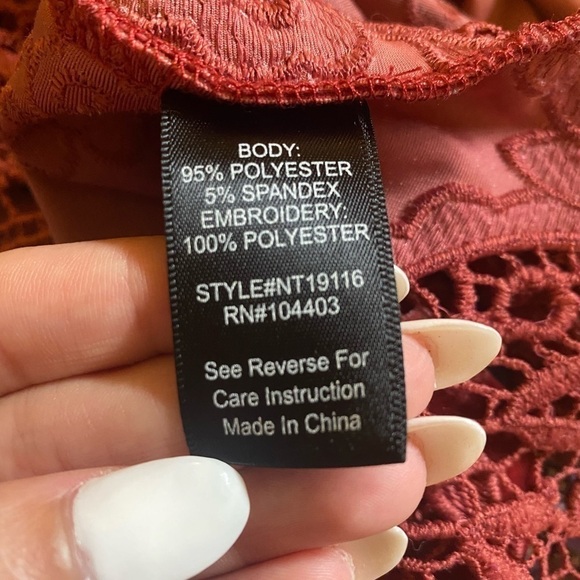 BODY:
95% POLYESTER
5% SPANDEX
EMBROIDERY:
100% POLYESTER
STYLE#NT19116
RN#104403
See Reverse For
Care Instruction
Made In China